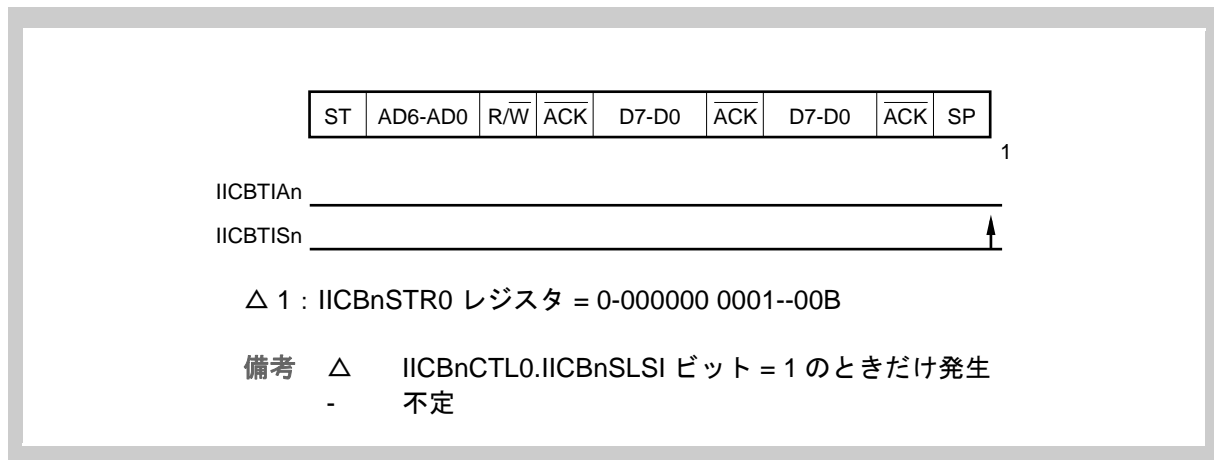 ST AD6-AD0 R/W ACK D7-D0 ACK D7-D0 ACK SP
1
IICBTIAn
IICBTISn
△ 1：IICBnSTR0 レジスタ = 0-000000 0001--00B
備考 △ IICBnCTL0.IICBnSLSI ビット = 1 のときだけ発生
- 不定